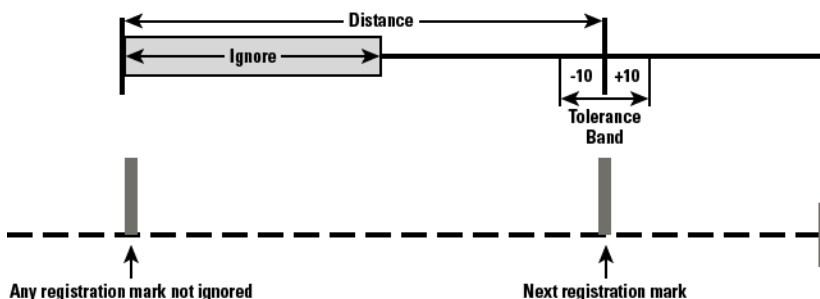 Distance
Ignore
-10 +10
Tolerance
Band
Any registration mark not ignored
Next registration mark